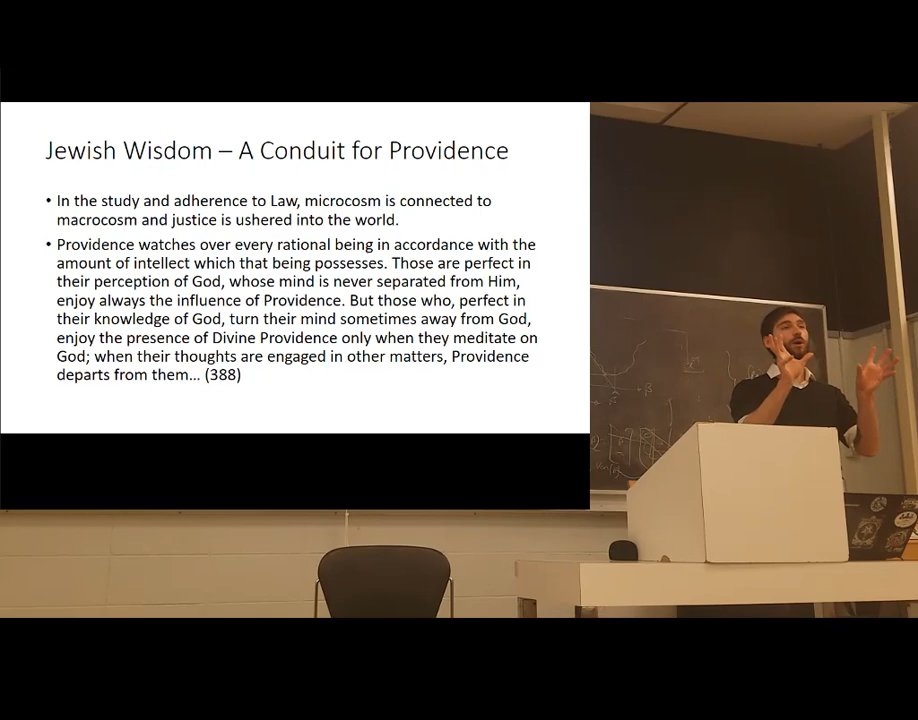 Jewish Wisdom – A Conduit for Providence
• In the study and adherence to Law, microcosm is connected to
macrocosm and justice is ushered into the world.
• Providence watches over every rational being in accordance with the
amount of intellect which that being possesses. Those are perfect in
their perception of God, whose mind is never separated from Him,
enjoy always the influence of Providence. But those who, perfect in
their knowledge of God, turn their mind sometimes away from God,
enjoy the presence of Divine Providence only when they meditate on
God; when their thoughts are engaged in other matters, Providence
departs from them... (388)